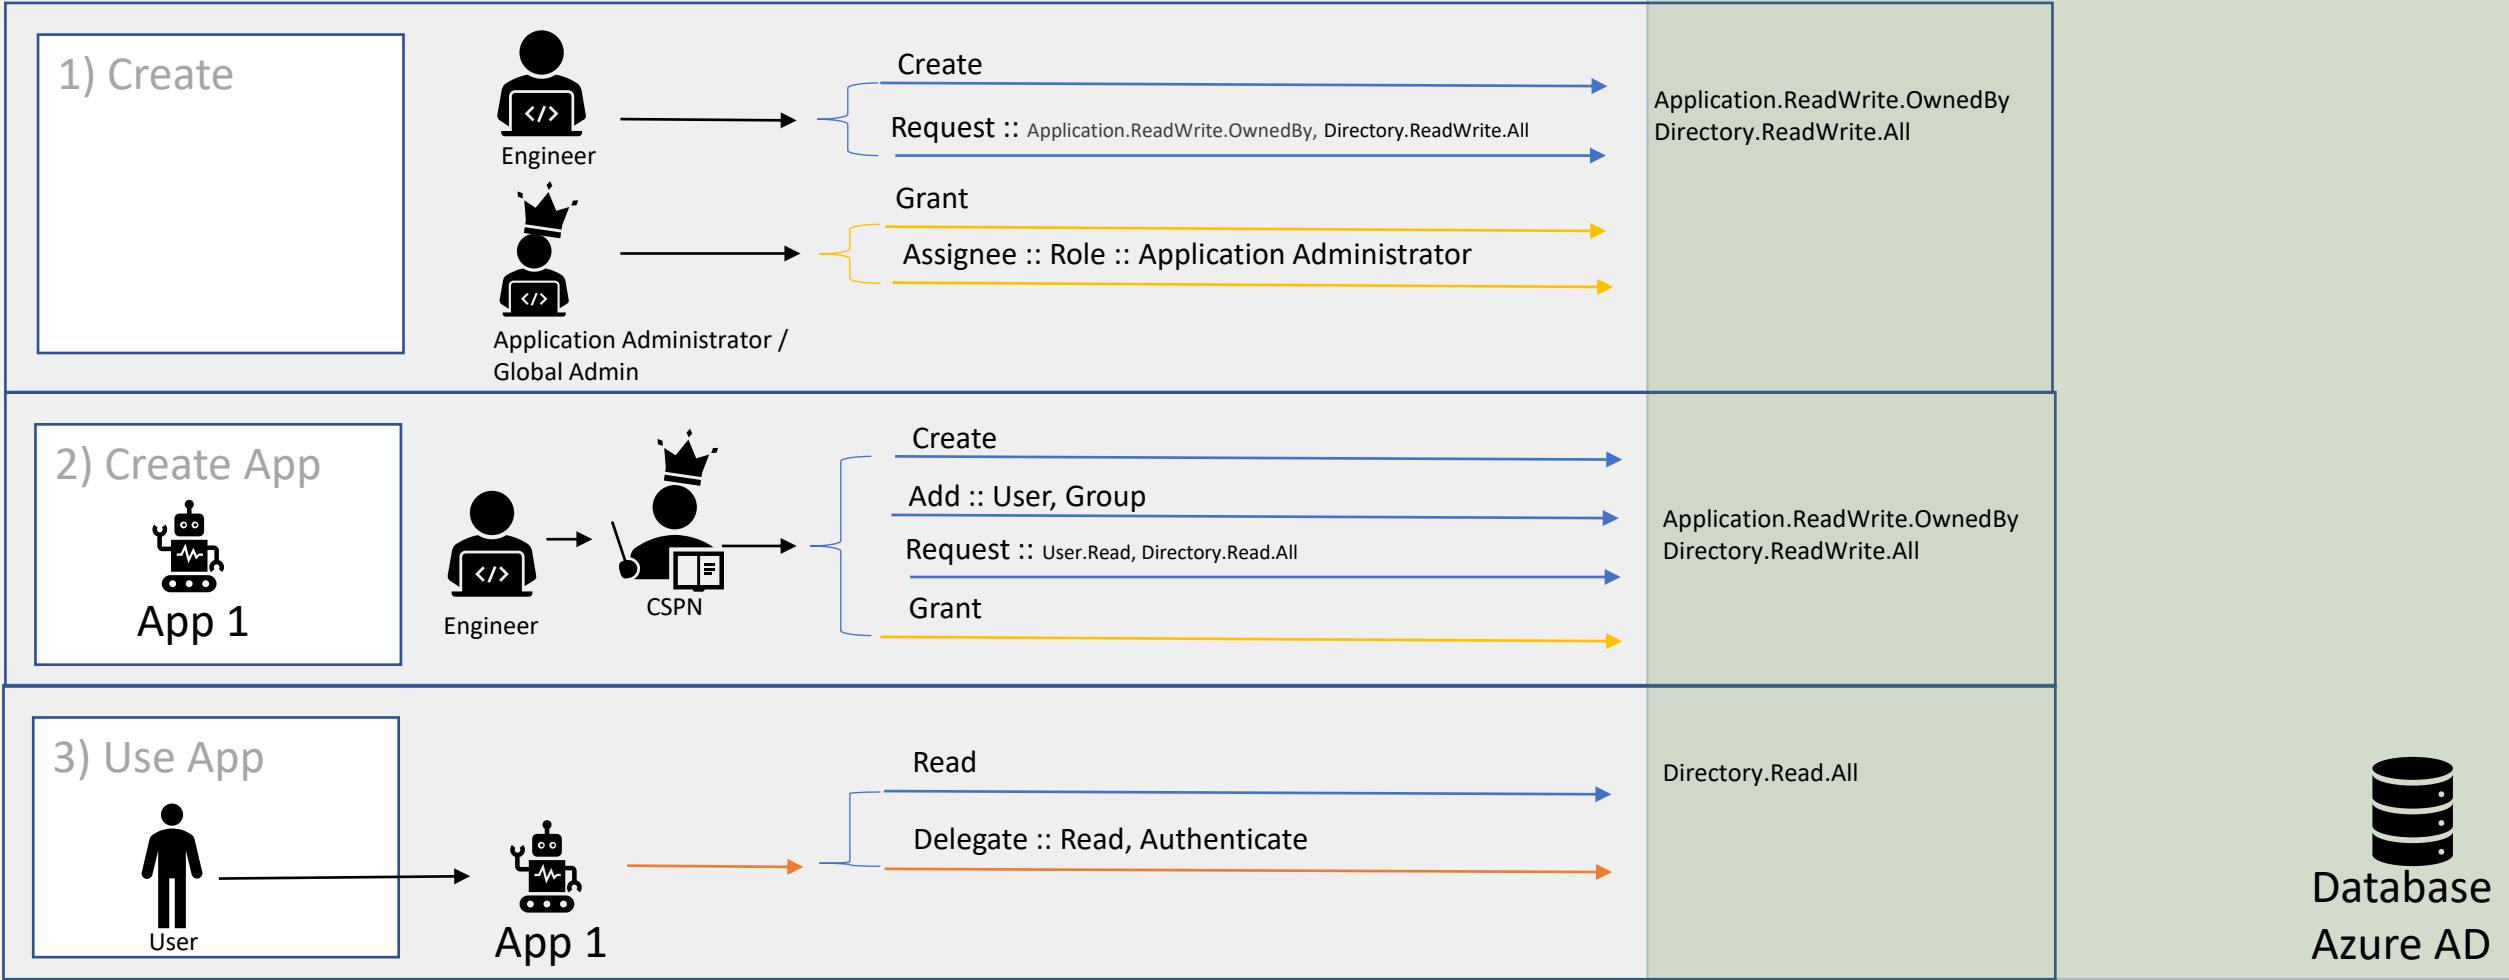 1) Create
Engineer
Create
Request :: Application.ReadWrite.OwnedBy, Directory.ReadWrite.All
Application.ReadWrite.OwnedBy
Directory.ReadWrite.All
Grant
Assignee :: Role :: Application Administrator
Application Administrator /
Global Admin
2) Create App
App 1
Engineer
CSPN
Create
Add :: User, Group
Request :: User.Read, Directory.Read.All
Grant
Application.ReadWrite.OwnedBy
Directory.ReadWrite.All
3) Use App
User
App 1
Read
Delegate :: Read, Authenticate
Directory.Read.All
Database
Azure AD